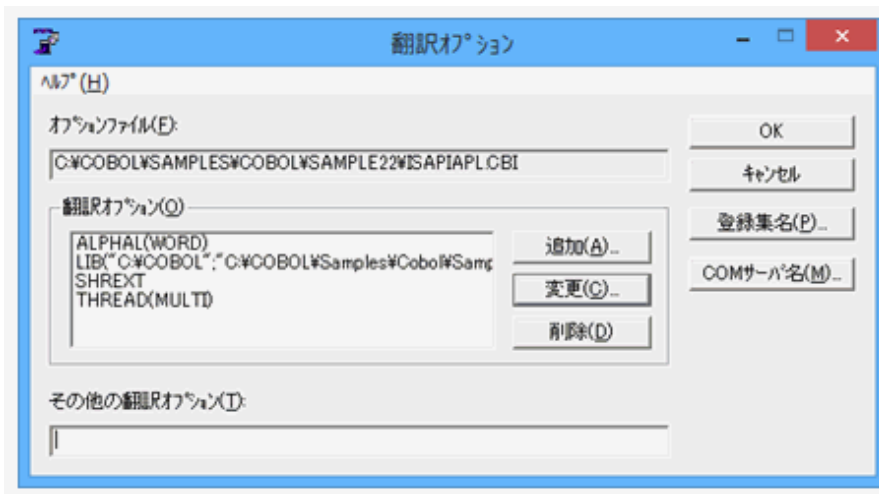 翻訳ｵﾌﾟｼｮﾝ
ﾍﾙﾌﾟ(H)
ｵﾌﾟｼｮﾝﾌｧｲﾙ(F):
C:¥COBOL¥SAMPLES¥COBOL¥SAMPLE22¥ISAPIAPL.CBI
翻訳ｵﾌﾟｼｮﾝ(O)
ALPHAL(WORD)
LIB("C:¥COBOL";"C:¥COBOL¥Samples¥Cobol¥Samp
SHREXT
THREAD(MULTI)
追加(A)...
変更(C)...
削除(D)
その他の翻訳ｵﾌﾟｼｮﾝ(T):
OK
ｷｬﾝｾﾙ
登録集名(P)...
COMｻｰﾊﾞ名(M)...